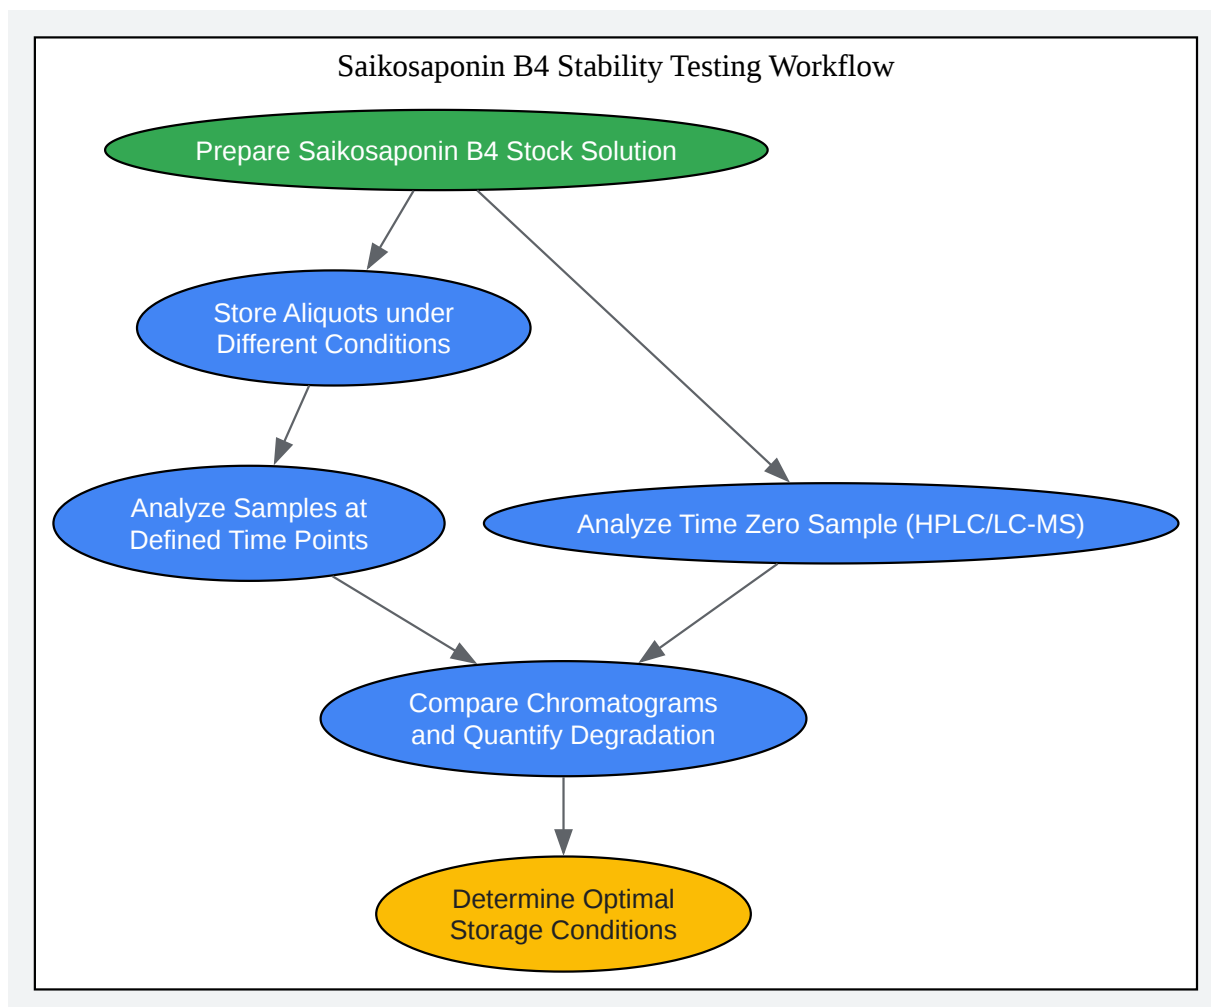 Saikosaponin B4 Stability Testing Workflow
Prepare Saikosaponin B4 Stock Solution
Store Aliquots under
Different Conditions
Analyze Samples at
Defined Time Points
Analyze Time Zero Sample (HPLC/LC-MS)
Compare Chromatograms
and Quantify Degradation
Determine Optimal
Storage Conditions